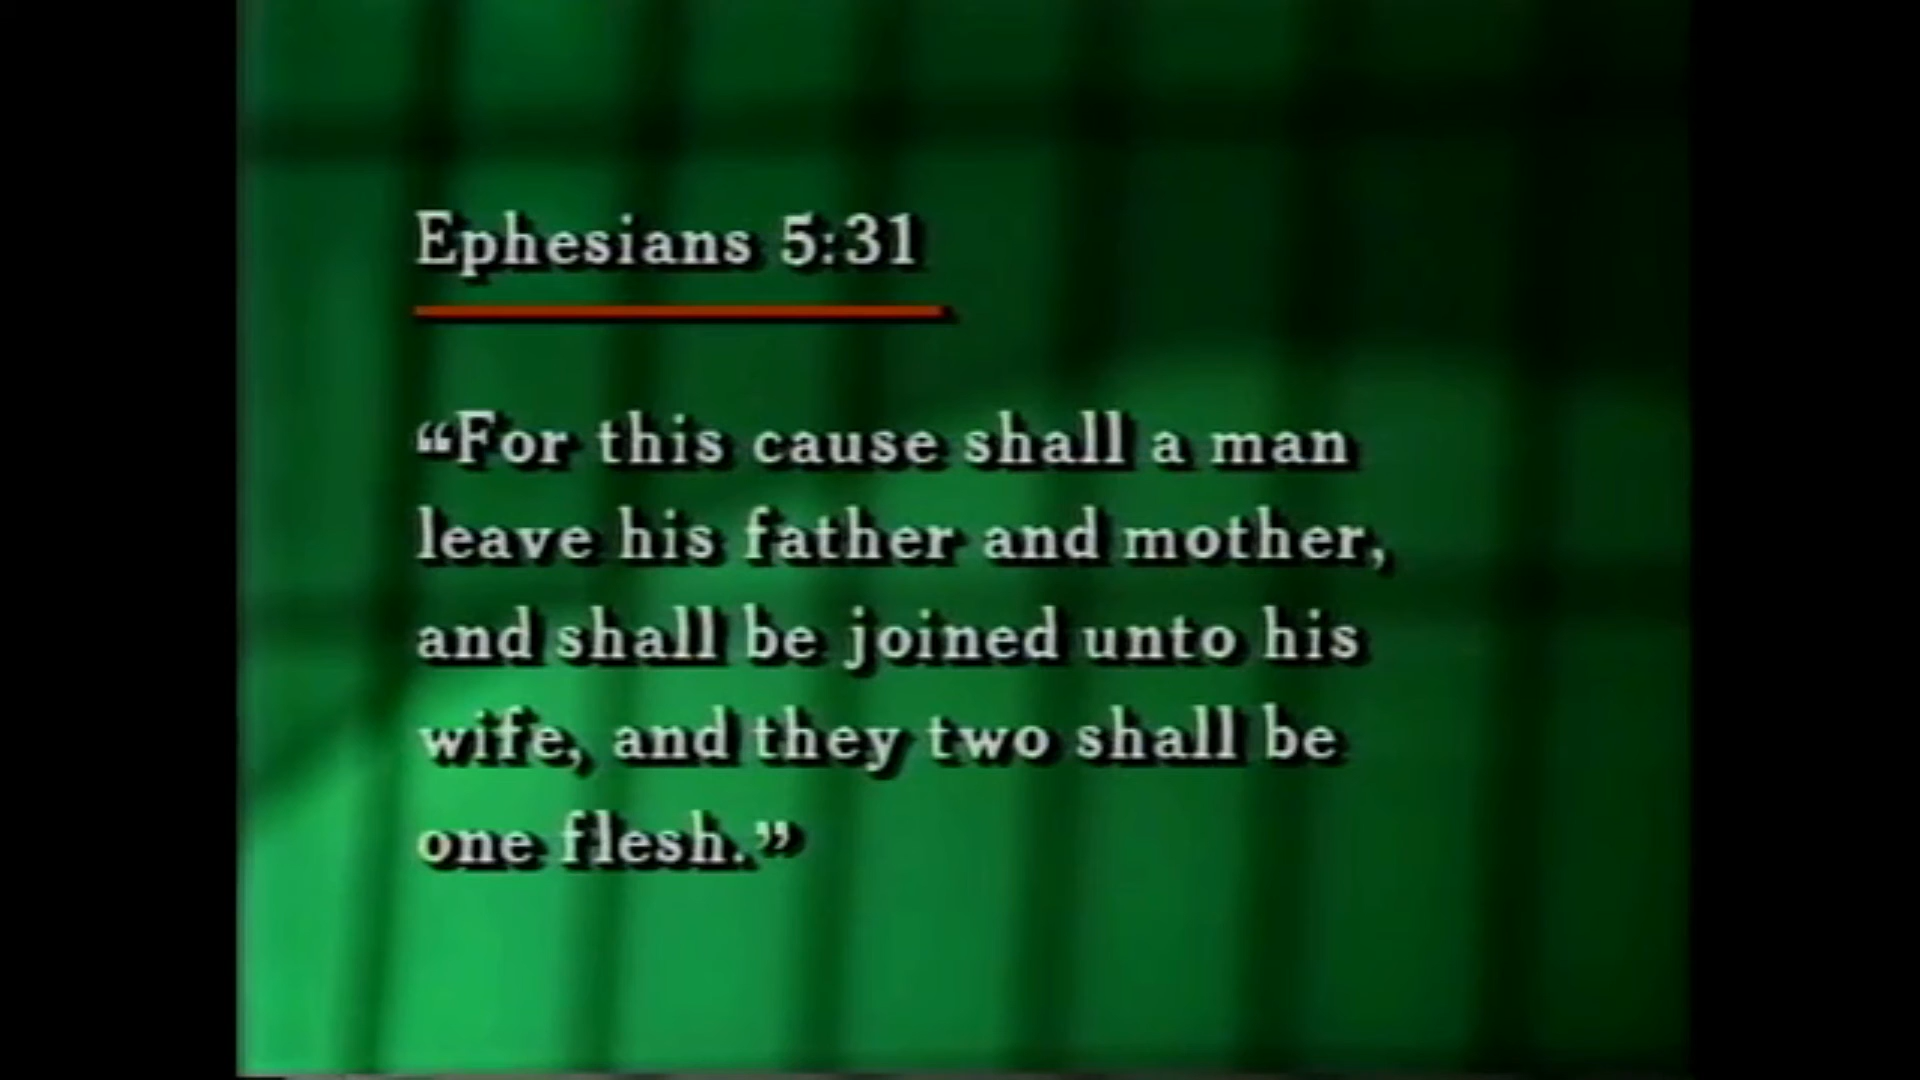 Ephesians 5:31
“For this cause shall a man
leave his father and mother,
and shall be joined unto his
wife, and they two shall be
one flesh.”